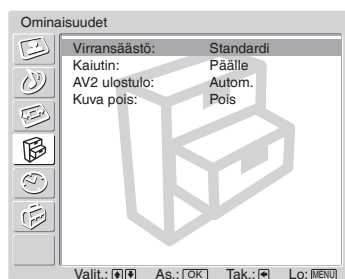 Ominaisuudet
Virransäästö: Standardi
Kaiutin: Päälle
AV2 ulostulo: Autom.
Kuva pois: Pois
Valit.: As.: OK Tak.: Lo: MENU